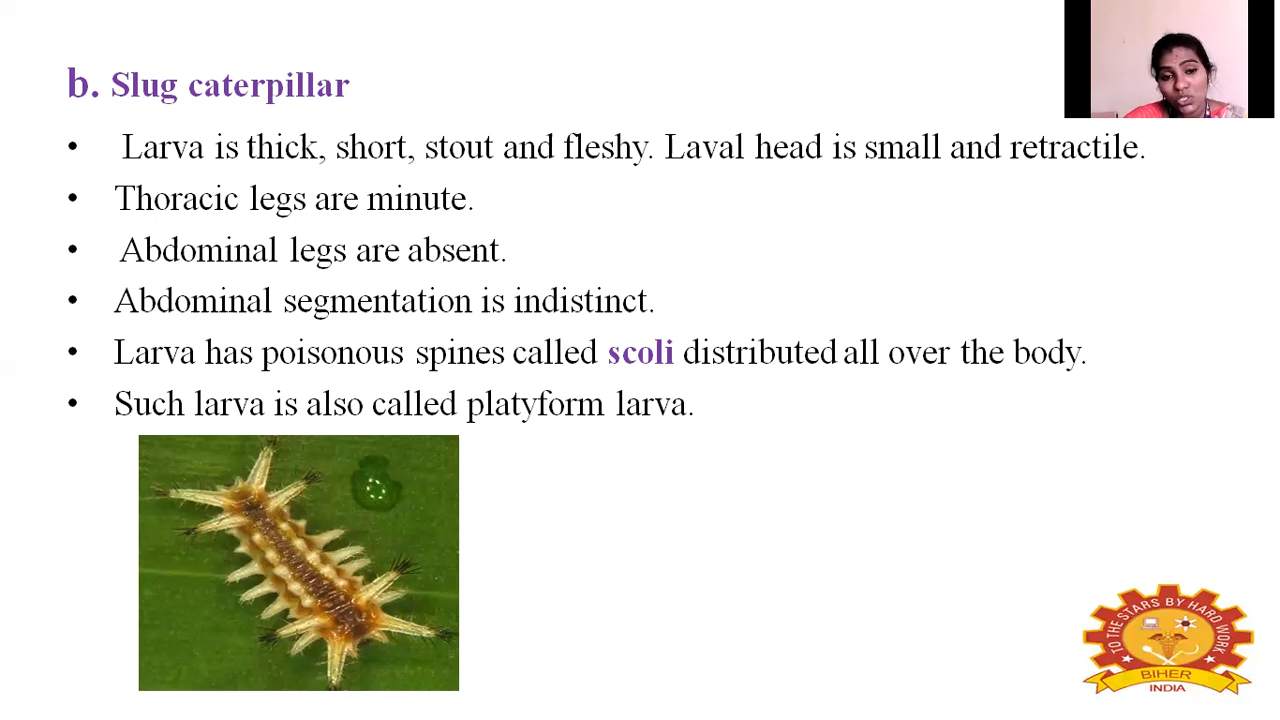 b. Slug caterpillar
• Larva is thick, short, stout and fleshy. Laval head is small and retractile.
• Thoracic legs are minute.
• Abdominal legs are absent.
• Abdominal segmentation is indistinct.
• Larva has poisonous spines called scoli distributed all over the body.
• Such larva is also called platyform larva.
TO THE STARS BY HARD WORK
BIHER
INDIA